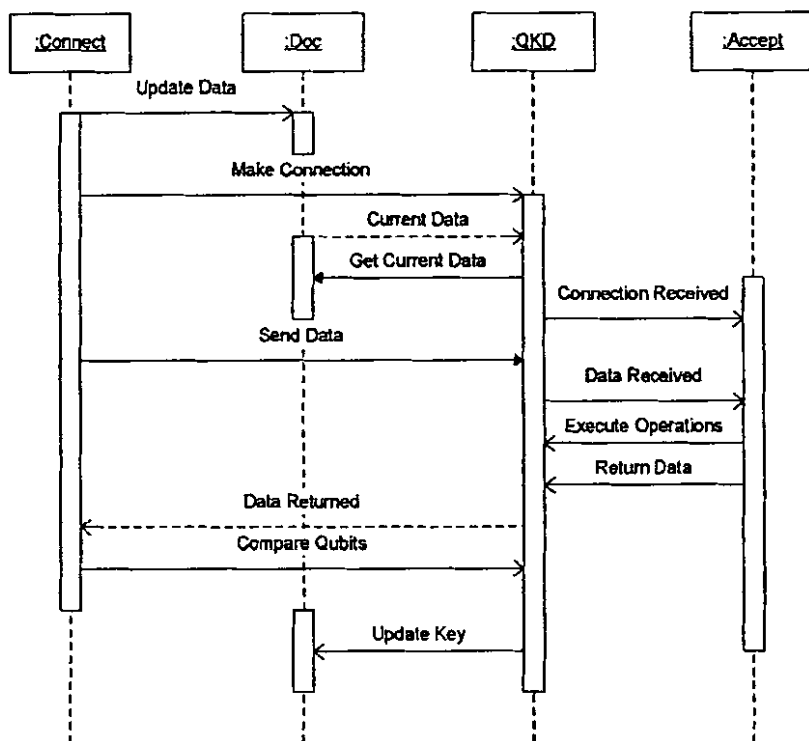 :Connect
:Doc
:QKD
:Accept
Update Data
Make Connection
Current Data
Get Current Data
Connection Received
Send Data
Data Received
Execute Operations
Return Data
Data Returned
Compare Qubits
Update Key